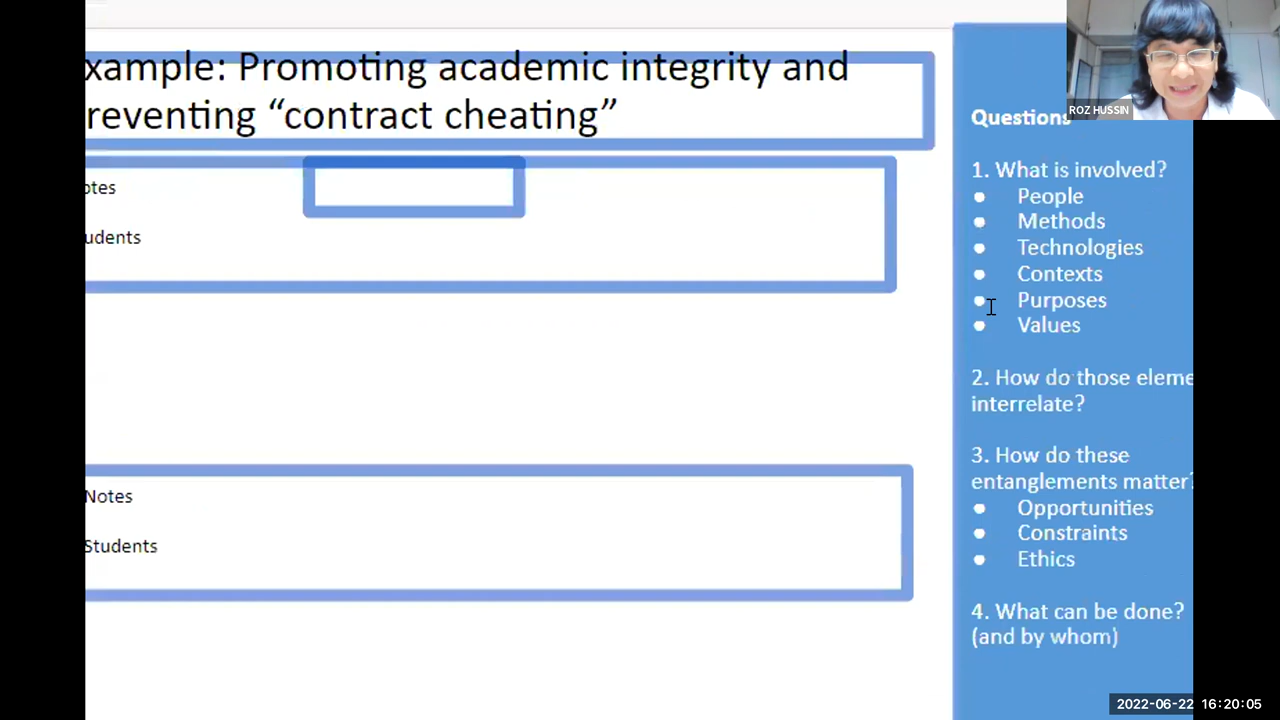 xample: Promoting academic integrity and
reventing “contract cheating”
otes
udents
Notes
Students
ROZ HUSSIN
Questions
1. What is involved?
● People
● Methods
● Technologies
● Contexts
● Purposes
● Values
2. How do those eleme
interrelate?
3. How do these
entanglements matter?
● Opportunities
● Constraints
● Ethics
4. What can be done?
(and by whom)
2022-06-22 16:20:05